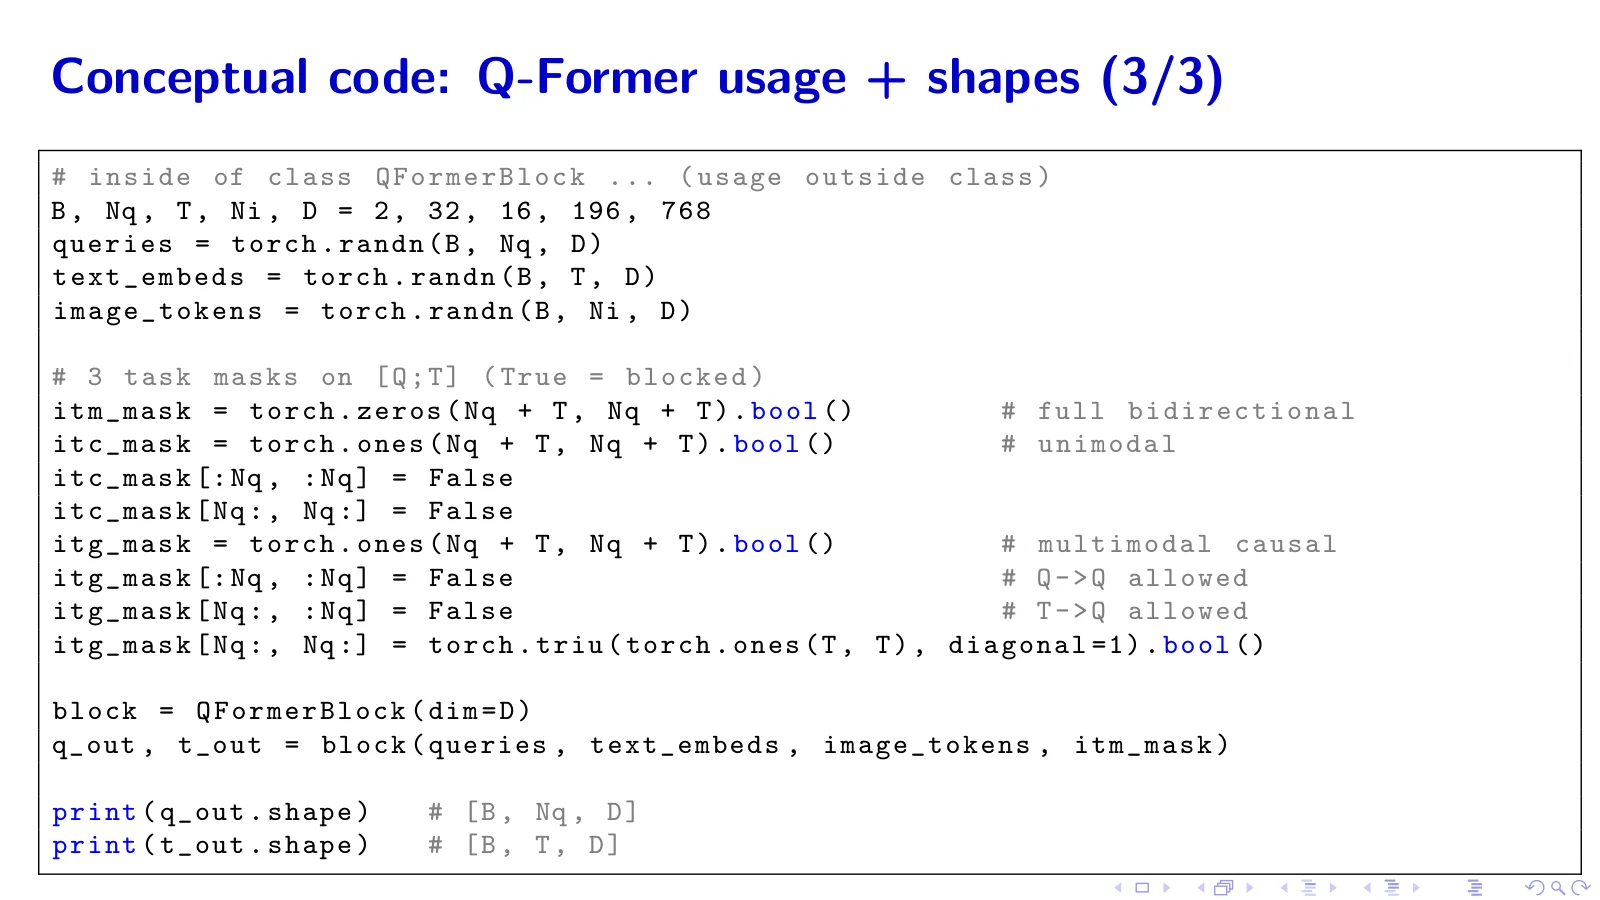 Conceptual code: Q-Former usage + shapes (3/3)
# inside of class QFormerBlock ... (usage outside class)
B, Nq, T, Ni, D = 2, 32, 16, 196, 768
queries = torch.randn(B, Nq, D)
text_embeds = torch.randn(B, T, D)
image_tokens = torch.randn(B, Ni, D)
# 3 task masks on [Q;T] (True = blocked)
itm_mask = torch.zeros(Nq + T, Nq + T).bool() # full bidirectional
itc_mask = torch.ones(Nq + T, Nq + T).bool() # unimodal
itc_mask[:Nq, :Nq] = False
itc_mask[Nq:, Nq:] = False
itg_mask = torch.ones(Nq + T, Nq + T).bool() # multimodal causal
itg_mask[:Nq, :Nq] = False # Q->Q allowed
itg_mask[Nq:, :Nq] = False # T->Q allowed
itg_mask[Nq:, Nq:] = torch.triu(torch.ones(T, T), diagonal=1).bool()
block = QFormerBlock(dim=D)
q_out, t_out = block(queries, text_embeds, image_tokens, itm_mask)
print(q_out.shape) # [B, Nq, D]
print(t_out.shape) # [B, T, D]